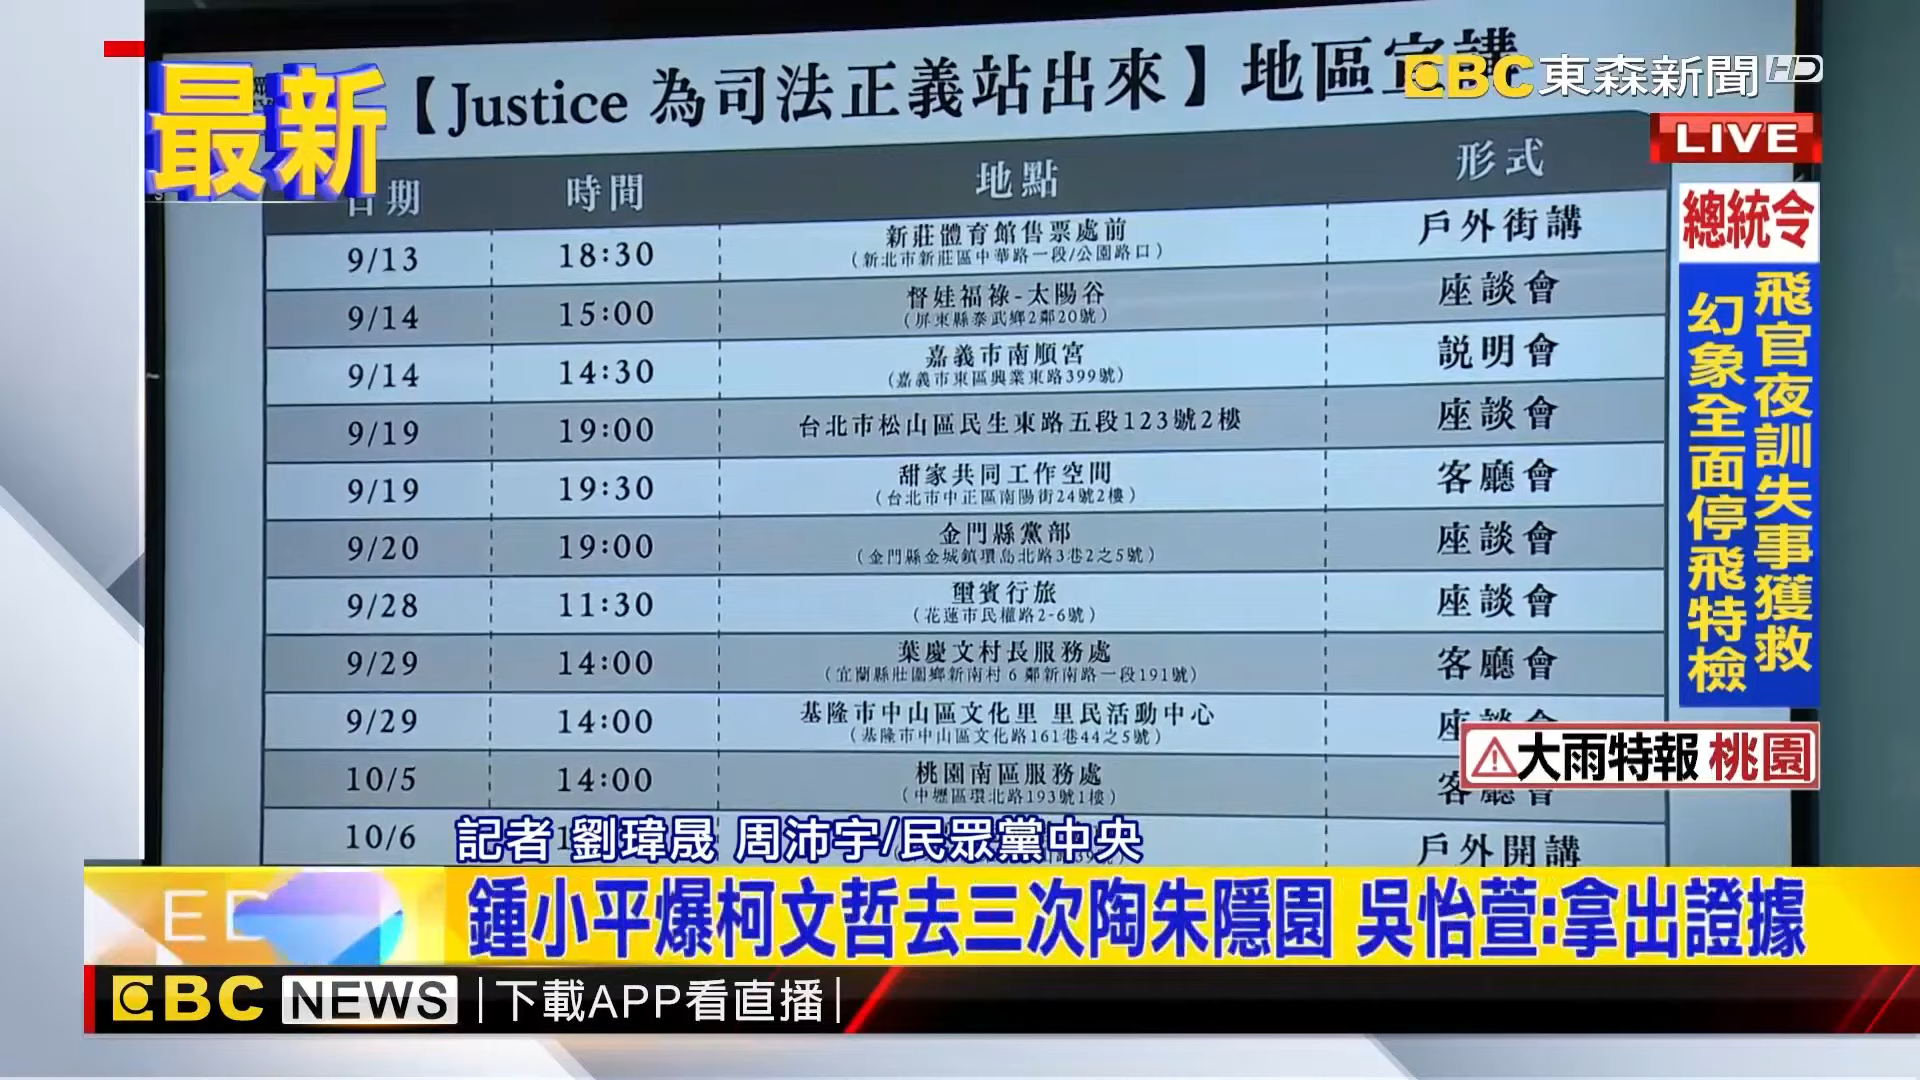 最新
【Justice 為司法正義站出來】地區宣講
EBC東森新聞HD
LIVE
日期 時間 地點 形式
9/13 18:30 新莊體育館售票處前 戶外街講
(新北市新莊區中華路一段/公園路口)
9/14 15:00 督娃福祿-太陽谷 座談會
(屏東縣泰武鄉2鄰20號)
9/14 14:30 嘉義市南順宮 説明會
(嘉義市東區興業東路399號)
9/19 19:00 台北市松山區民生東路五段123號2樓 座談會
9/19 19:30 甜家共同工作空間 客廳會
(台北市中正區南陽街24號2樓)
9/20 19:00 金門縣黨部 座談會
(金門縣金城鎮環島北路3巷2之5號)
9/28 11:30 璽賓行旅 座談會
(花蓮市民權路2-6號)
9/29 14:00 葉慶文村長服務處 客廳會
(宜蘭縣壯圍鄉新南村6鄰新南路一段191號)
9/29 14:00 基隆市中山區文化里 里民活動中心 座談會
(基隆市中山區文化路161巷44之5號)
10/5 14:00 桃園南區服務處 客廳會
(中壢區環北路193號1樓)
10/6 戶外開講
總統令
飛官夜訓失事獲救
幻象全面停飛特檢
大雨特報 桃園
記者 劉瑋晟 周沛宇/民眾黨中央
鍾小平爆柯文哲去三次陶朱隱園 吳怡萱:拿出證據
EBC NEWS |下載APP看直播|